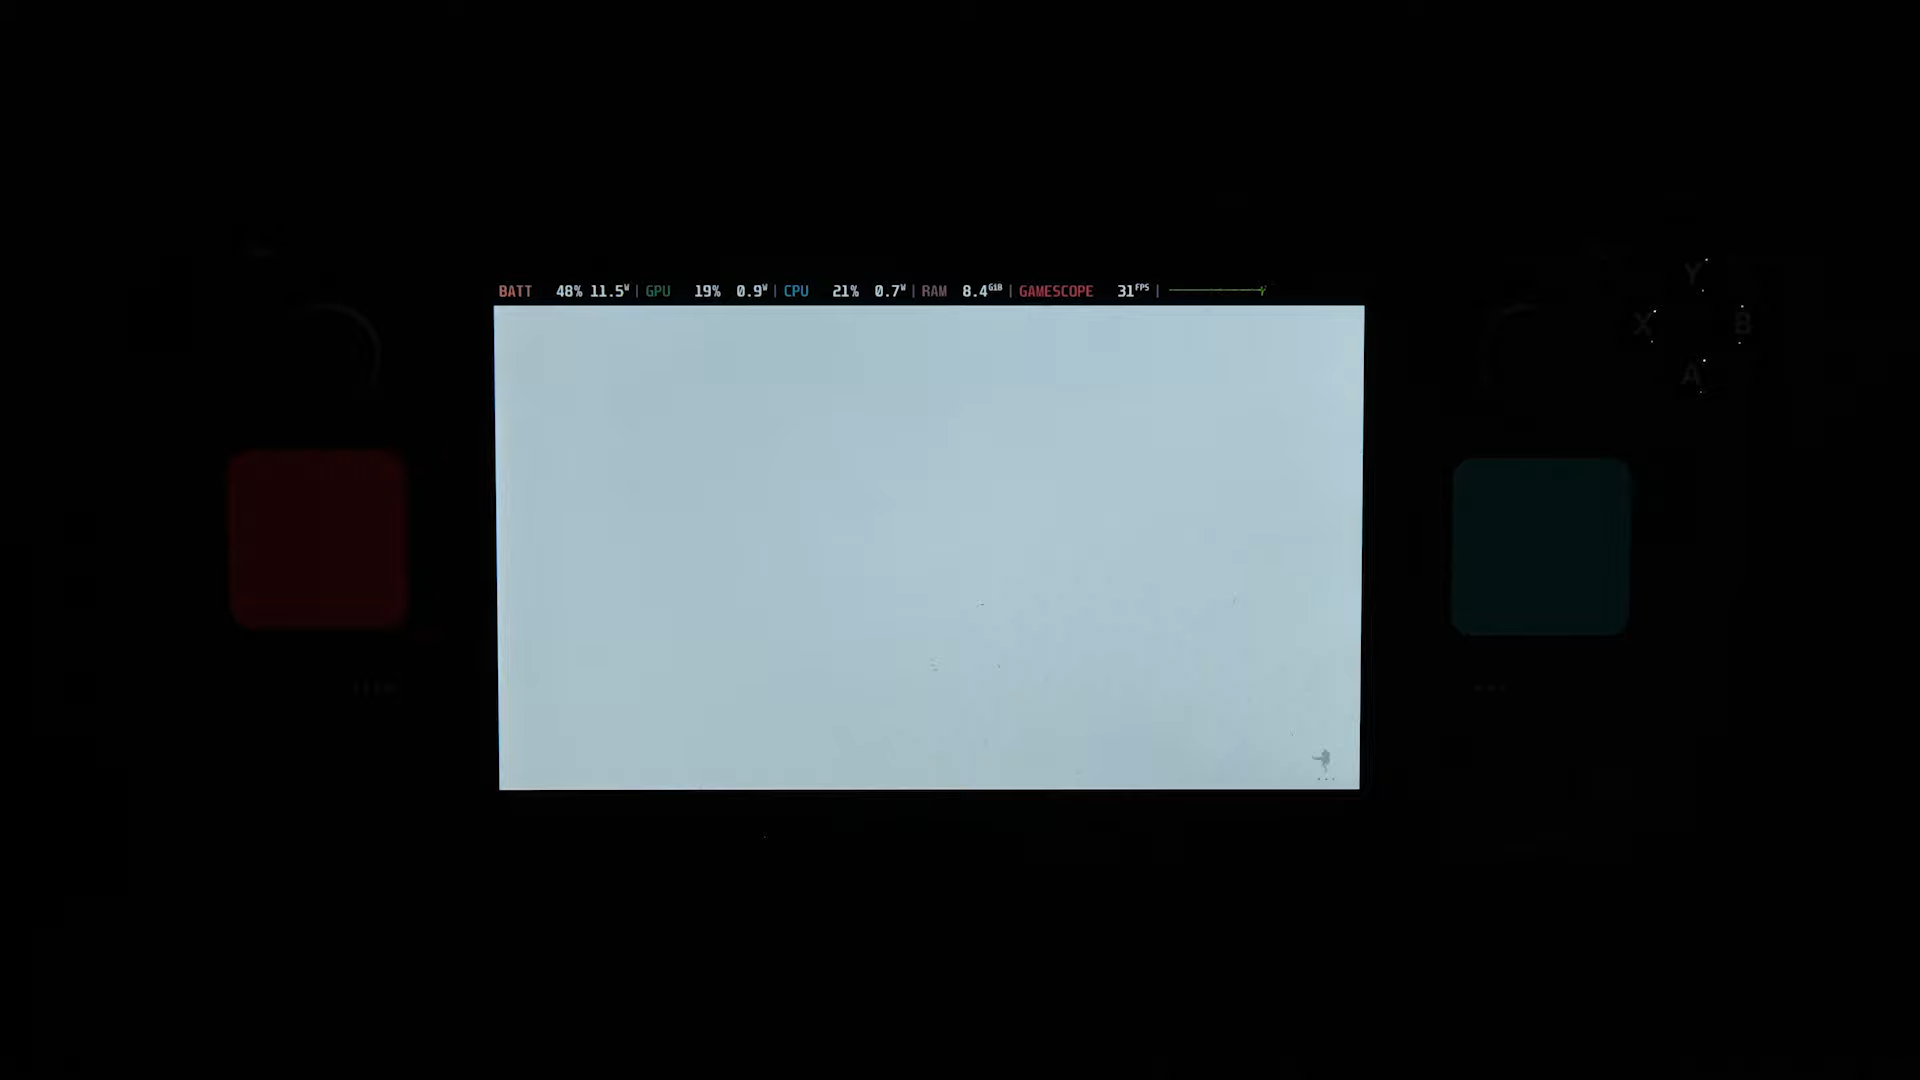 BATT 48% 11.5W | GPU 19% 0.9W | CPU 21% 0.7W | RAM 8.4GiB | GAMESCOPE 31FPS |
Y
X B
A